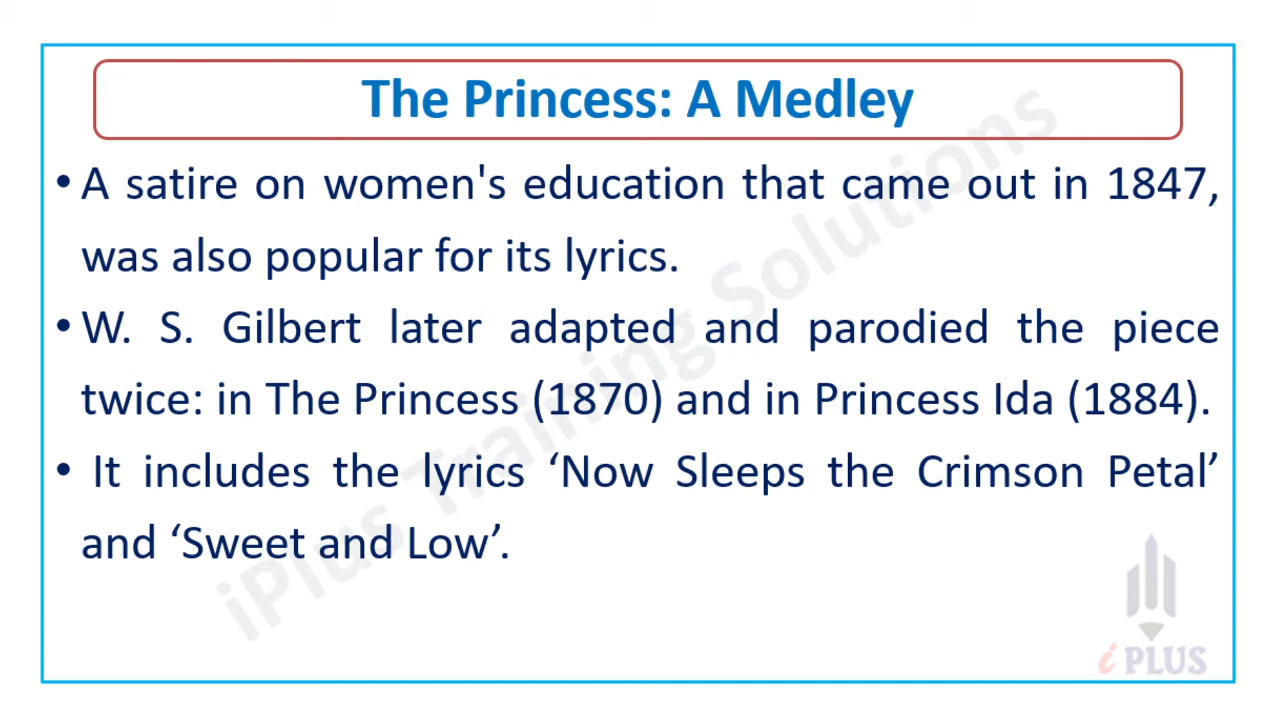 The Princess: A Medley
• A satire on women's education that came out in 1847,
was also popular for its lyrics.
• W. S. Gilbert later adapted and parodied the piece
twice: in The Princess (1870) and in Princess Ida (1884).
• It includes the lyrics ‘Now Sleeps the Crimson Petal’
and ‘Sweet and Low’.
iPlus Training Solutions
i PLUS